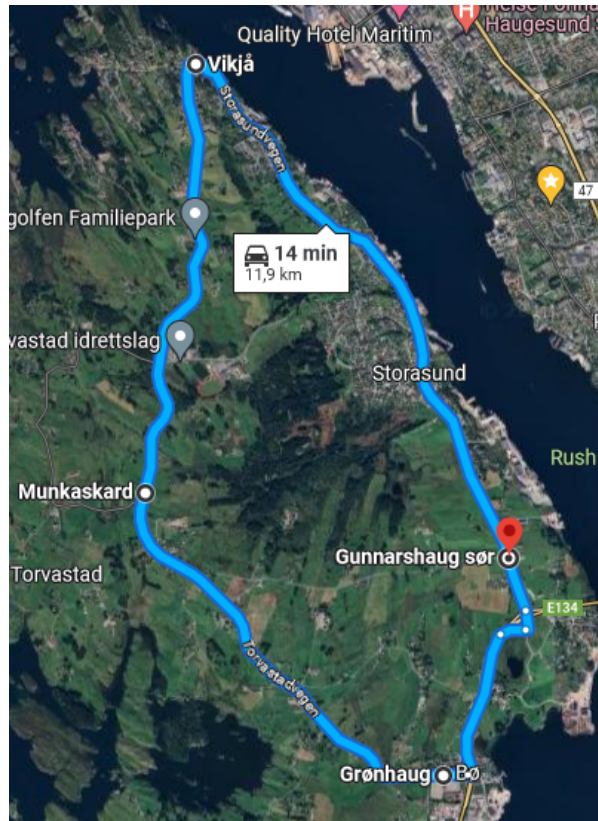 Quality Hotel Maritim
Haugesund S
Vikjå
Storasundvegen
47
golfen Familiepark
14 min
11,9 km
vastad idrettslag
Storasund
Rush
Munkaskard
Gunnarshaug sør
Torvastad
E134
Torvastadvegen
Grønhaug
Bø